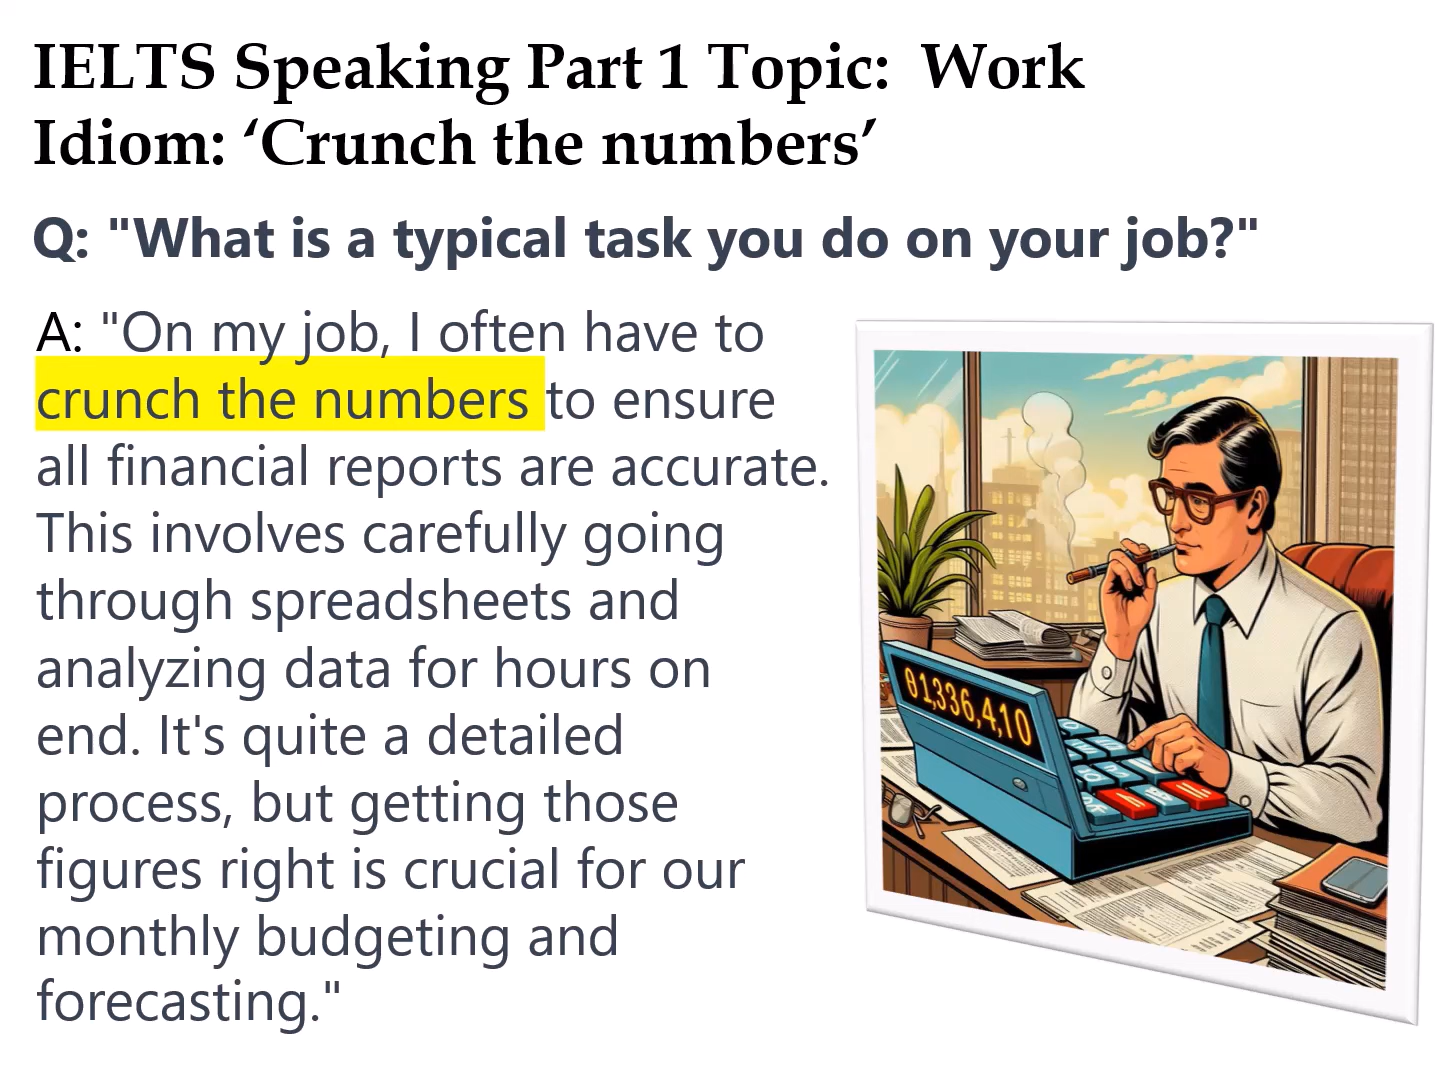 IELTS Speaking Part 1 Topic:  Work
Idiom: ‘Crunch the numbers’
Q: "What is a typical task you do on your job?"
A: "On my job, I often have to
crunch the numbers to ensure
all financial reports are accurate.
This involves carefully going
through spreadsheets and
analyzing data for hours on
end. It's quite a detailed
process, but getting those
figures right is crucial for our
monthly budgeting and
forecasting."
01,336,410